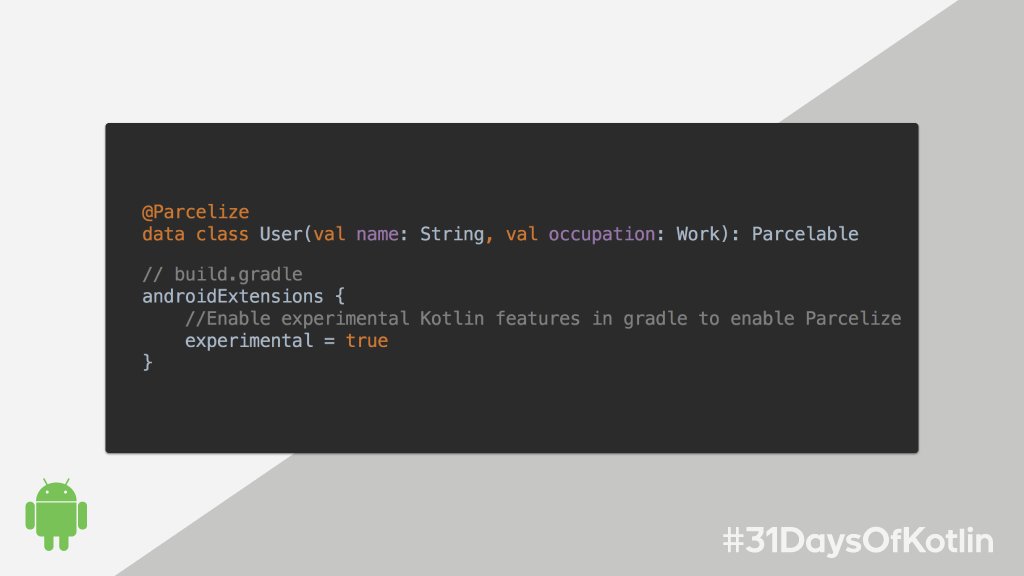 @Parcelize
data class User(val name: String, val occupation: Work): Parcelable
// build.gradle
androidExtensions {
//Enable experimental Kotlin features in gradle to enable Parcelize
experimental = true
}
#31DaysOfKotlin